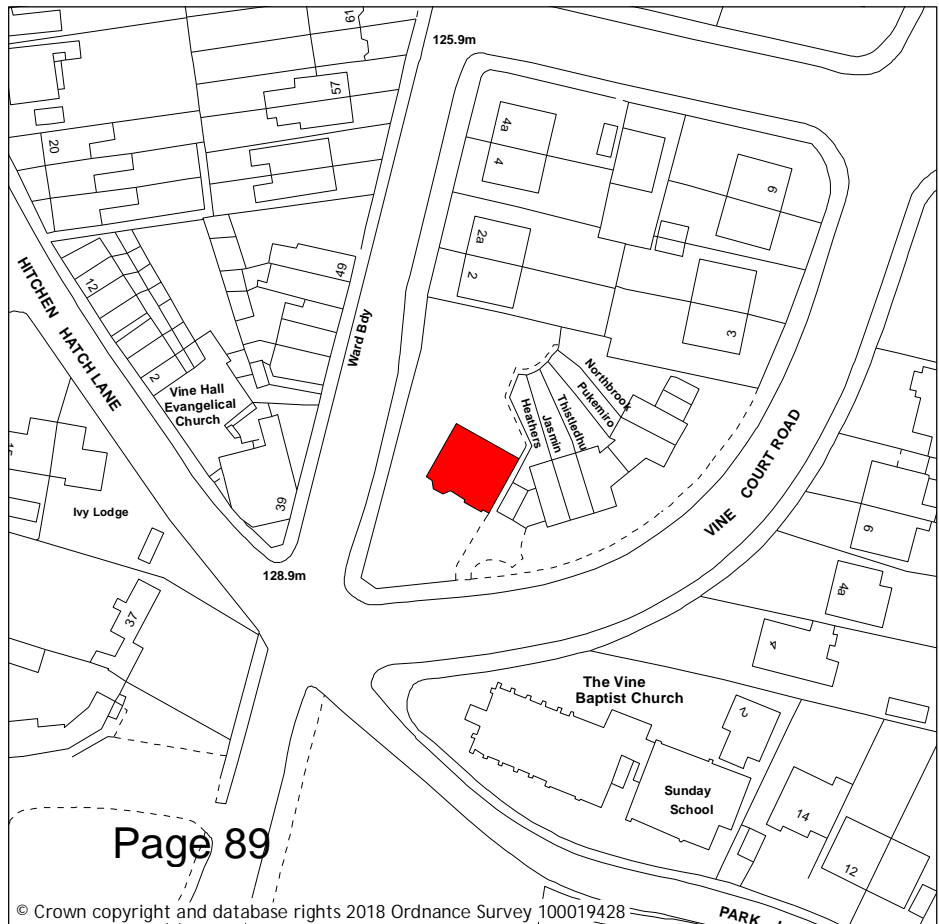 61
125.9m
57
20
4a
4
6
2a
2
49
3
12
HITCHEN HATCH LANE
Ward Bdy
2
Vine Hall
Evangelical
Church
Northbrook
Pukemiro
Thistledhu
Jasmin
Heathers
VINE COURT ROAD
39
Ivy Lodge
128.9m
6
4a
37
4
The Vine
Baptist Church
2
Sunday
School
14
12
Page 89
© Crown copyright and database rights 2018 Ordnance Survey 100019428
PARK